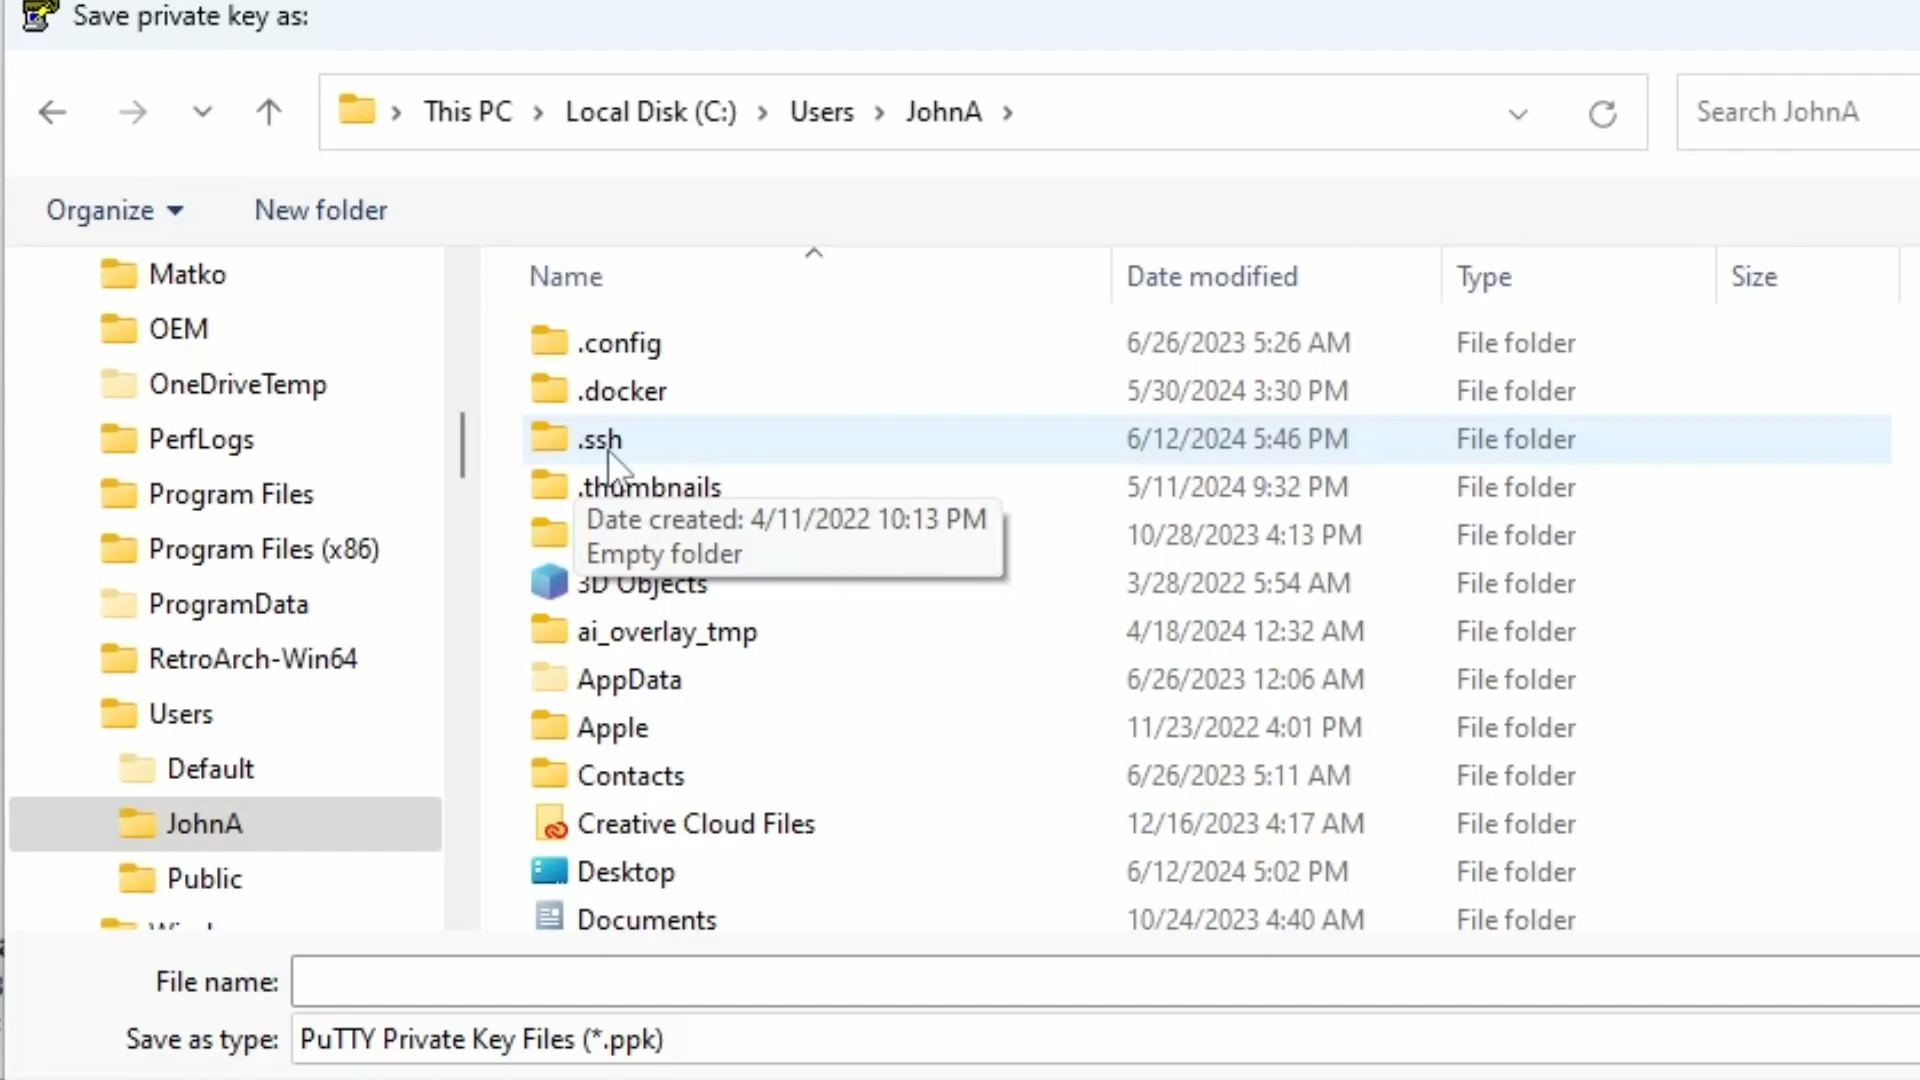 Save private key as:
This PC > Local Disk (C:) > Users > JohnA >
Search JohnA
Organize
New folder
Matko
OEM
OneDriveTemp
PerfLogs
Program Files
Program Files (x86)
ProgramData
RetroArch-Win64
Users
Default
JohnA
Public
Name Date modified Type Size
.config 6/26/2023 5:26 AM File folder
.docker 5/30/2024 3:30 PM File folder
.ssh 6/12/2024 5:46 PM File folder
.thumbnails 5/11/2024 9:32 PM File folder
Date created: 4/11/2022 10:13 PM
Empty folder
10/28/2023 4:13 PM File folder
3D Objects 3/28/2022 5:54 AM File folder
ai_overlay_tmp 4/18/2024 12:32 AM File folder
AppData 6/26/2023 12:06 AM File folder
Apple 11/23/2022 4:01 PM File folder
Contacts 6/26/2023 5:11 AM File folder
Creative Cloud Files 12/16/2023 4:17 AM File folder
Desktop 6/12/2024 5:02 PM File folder
Documents 10/24/2023 4:40 AM File folder
File name:
Save as type: PuTTY Private Key Files (*.ppk)